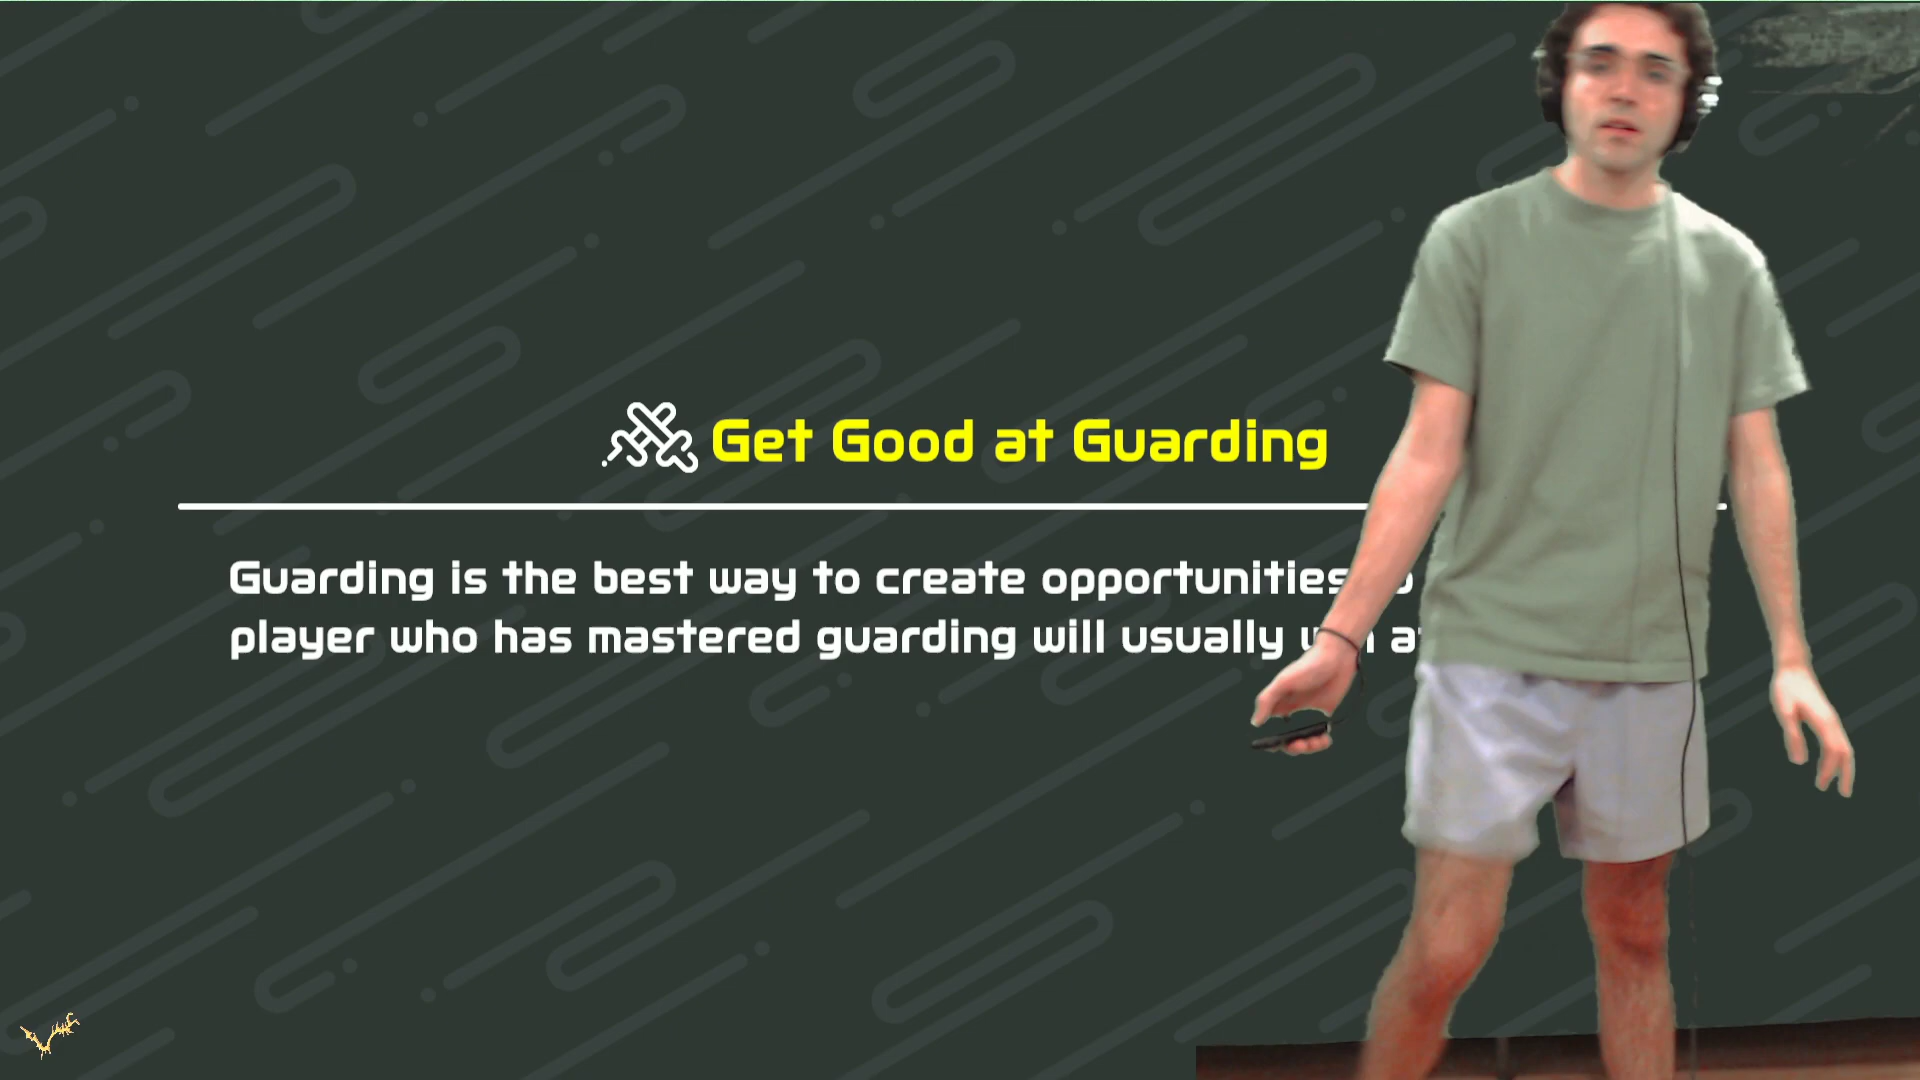 Get Good at Guarding
Guarding is the best way to create opportunities
player who has mastered guarding will usually